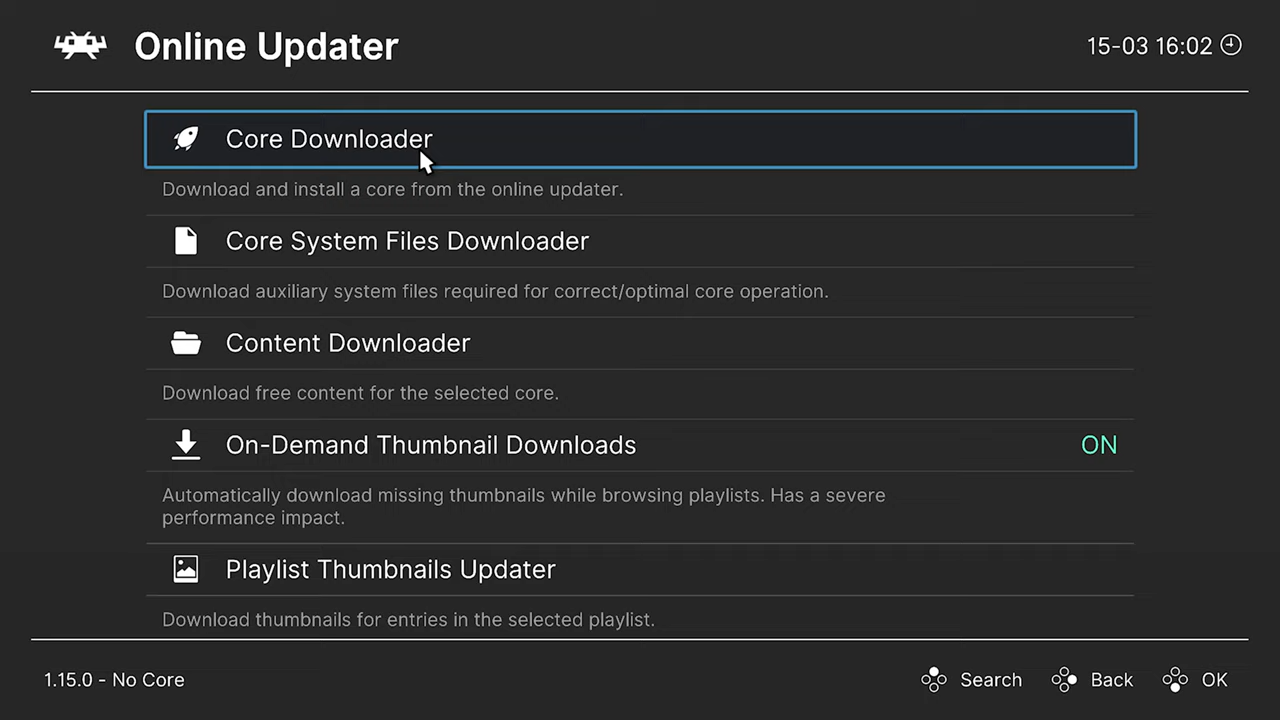 Online Updater
15-03 16:02
Core Downloader
Download and install a core from the online updater.
Core System Files Downloader
Download auxiliary system files required for correct/optimal core operation.
Content Downloader
Download free content for the selected core.
On-Demand Thumbnail Downloads ON
Automatically download missing thumbnails while browsing playlists. Has a severe
performance impact.
Playlist Thumbnails Updater
Download thumbnails for entries in the selected playlist.
1.15.0 - No Core
Search Back OK